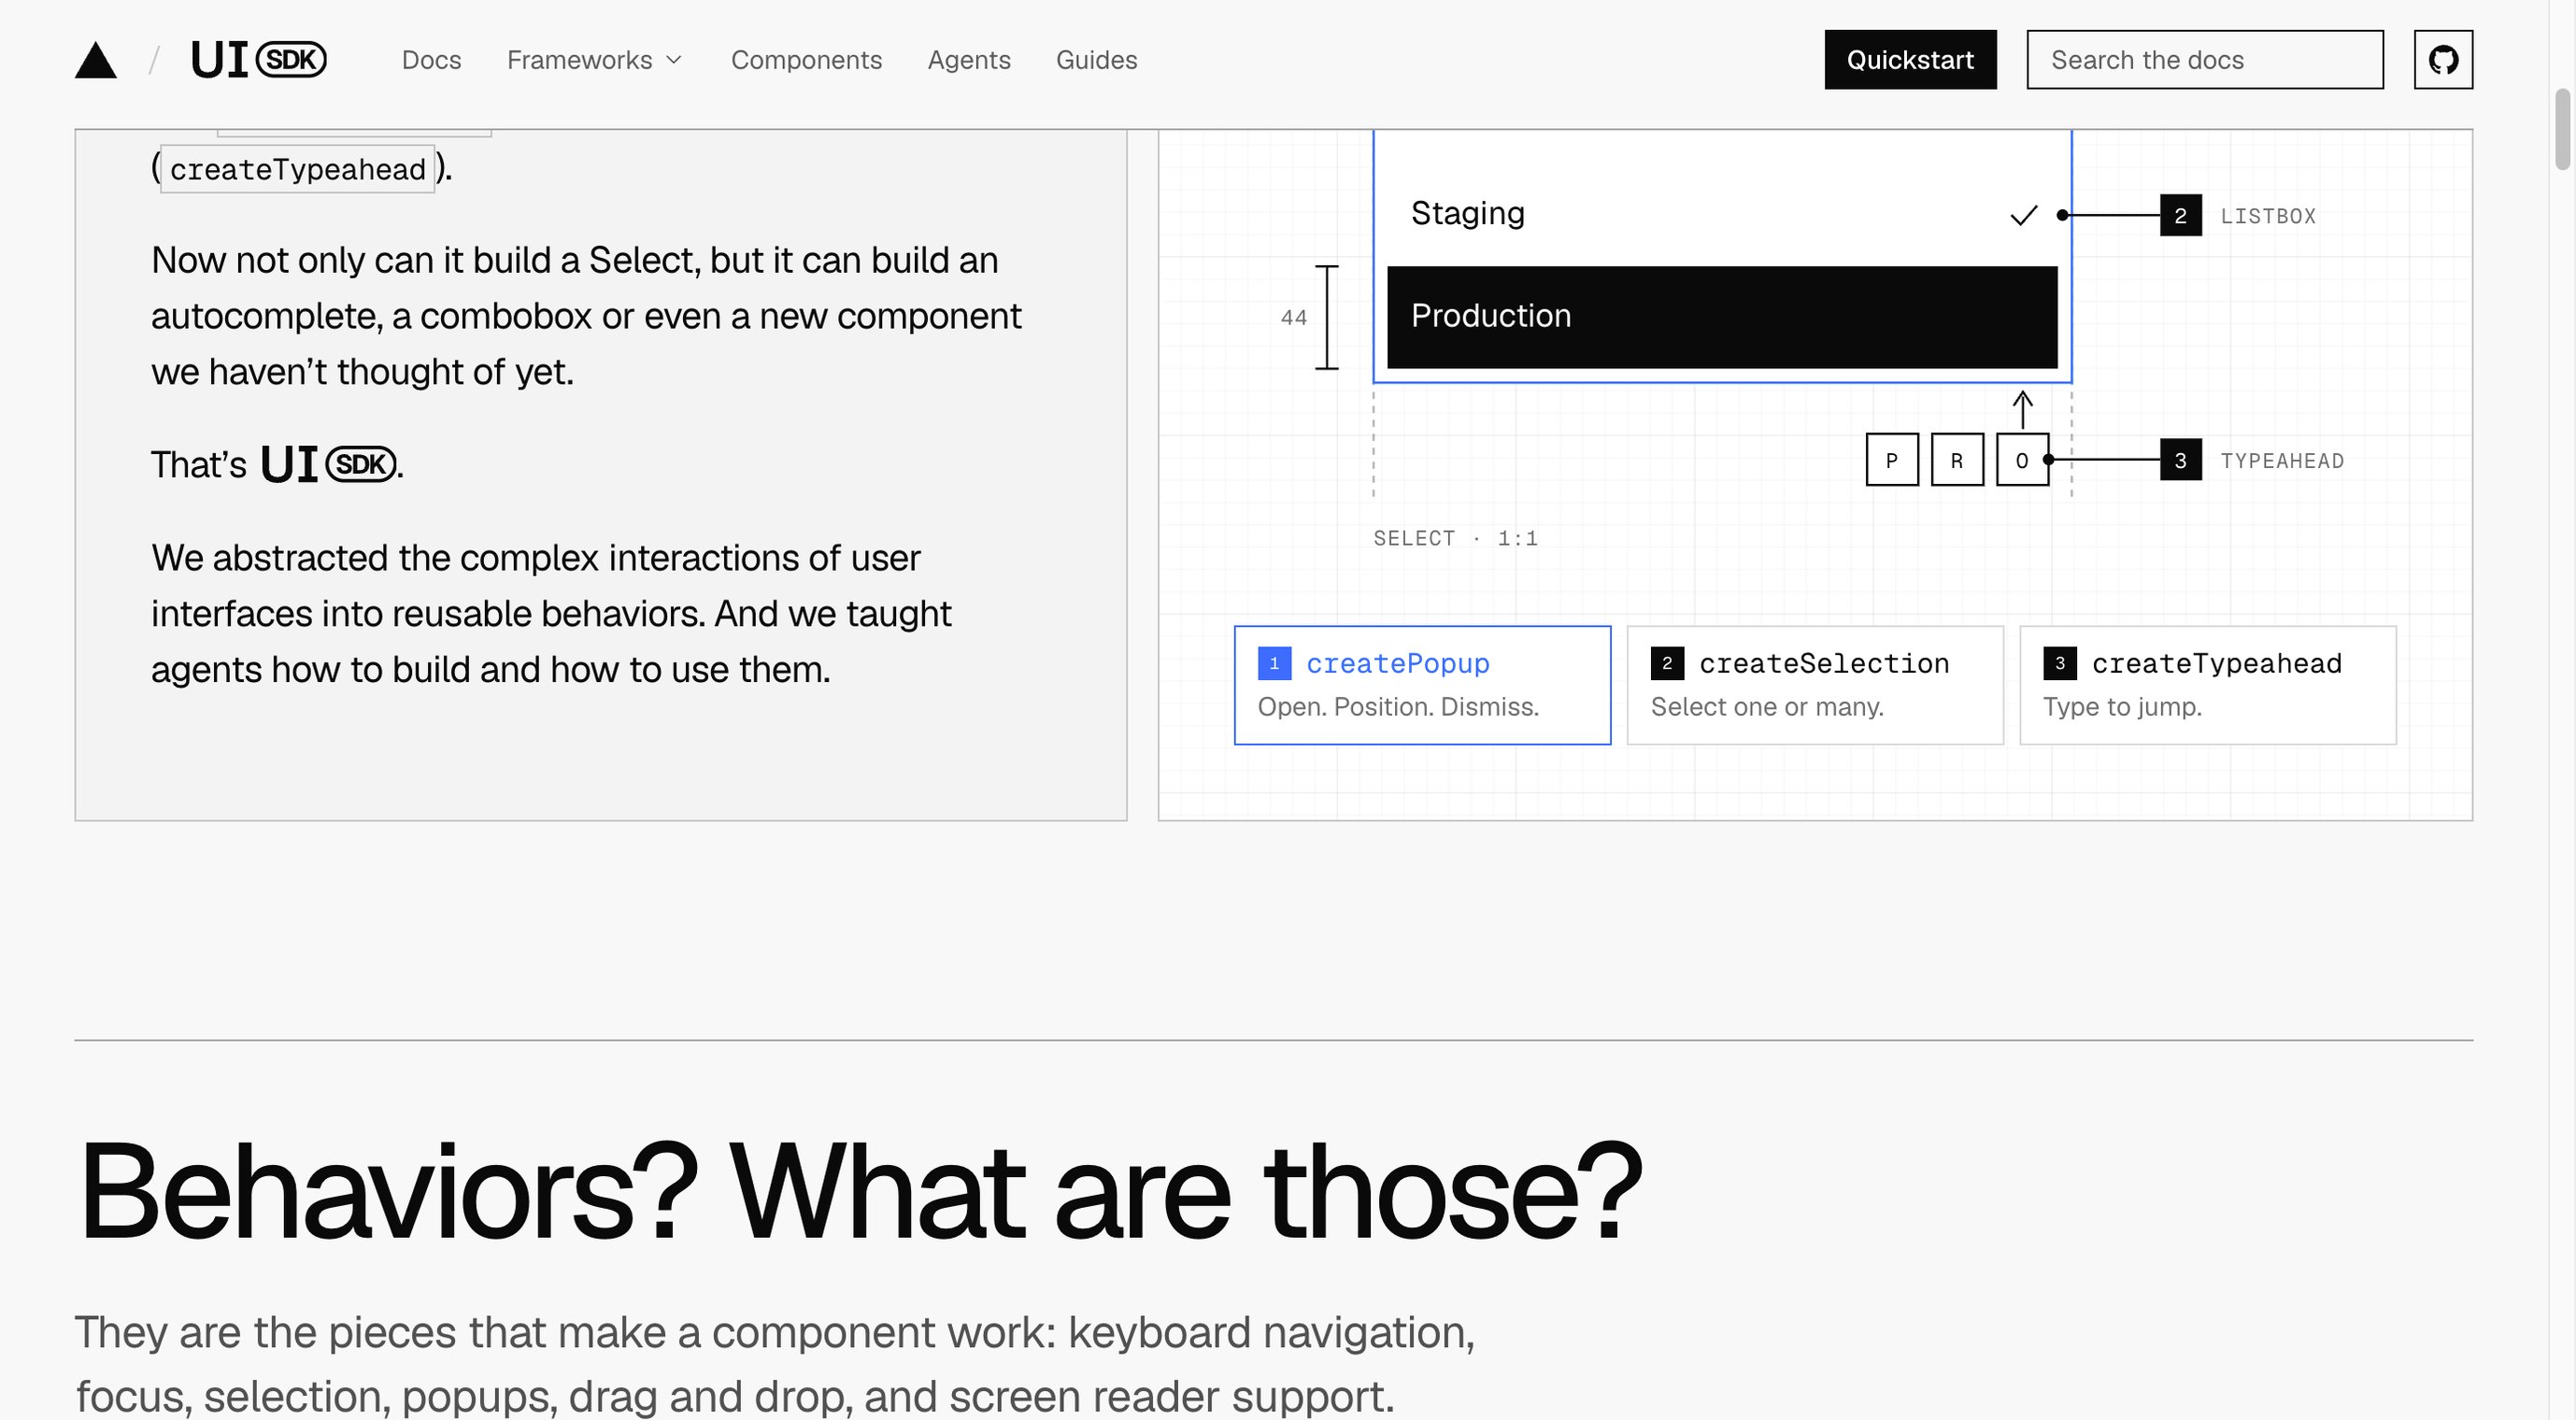 UI SDK
Docs
Frameworks
Components
Agents
Guides
Quickstart
Search the docs
(createTypeahead).
Now not only can it build a Select, but it can build an
autocomplete, a combobox or even a new component
we haven’t thought of yet.
That’s UI SDK.
We abstracted the complex interactions of user
interfaces into reusable behaviors. And we taught
agents how to build and how to use them.
Staging
2 LISTBOX
44
Production
P R O
3 TYPEAHEAD
SELECT · 1:1
1 createPopup
Open. Position. Dismiss.
2 createSelection
Select one or many.
3 createTypeahead
Type to jump.
Behaviors? What are those?
They are the pieces that make a component work: keyboard navigation,
focus, selection, popups, drag and drop, and screen reader support.